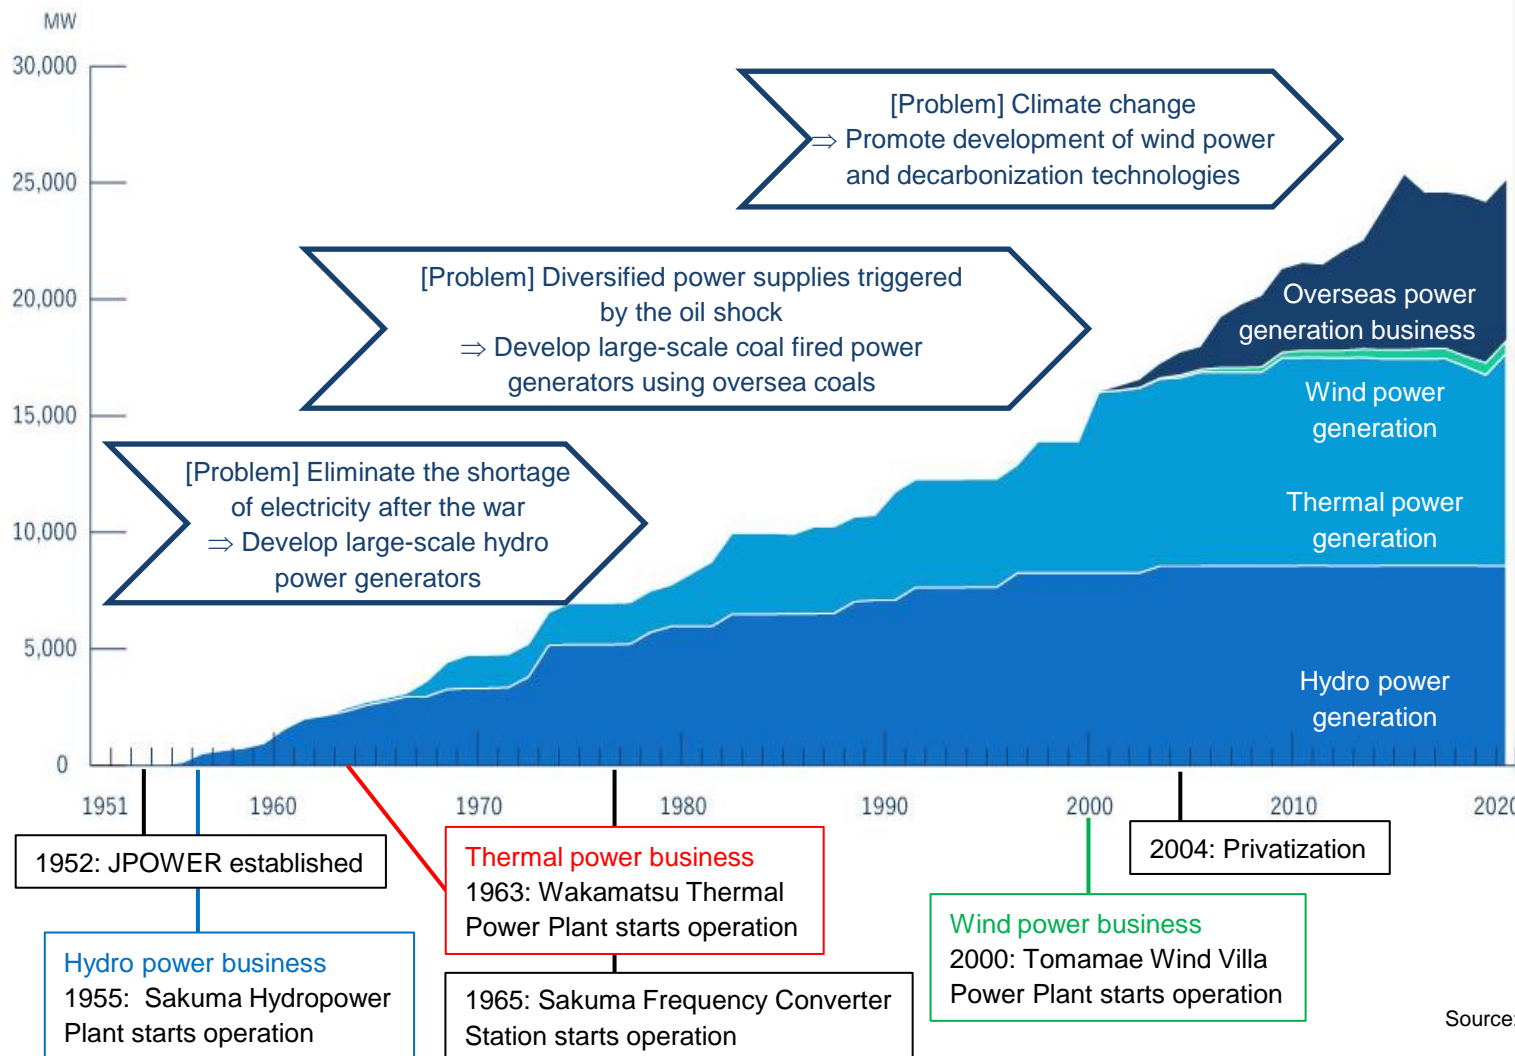 MW
30,000
25,000
20,000
15,000
10,000
5,000
0
[Problem] Climate change
⇒ Promote development of wind power
and decarbonization technologies
[Problem] Diversified power supplies triggered
by the oil shock
⇒ Develop large-scale coal fired power
generators using oversea coals
[Problem] Eliminate the shortage
of electricity after the war
⇒ Develop large-scale hydro
power generators
Overseas power
generation business
Wind power
generation
Thermal power
generation
Hydro power
generation
1951 1960 1970 1980 1990 2000 2010 2020
1952: JPOWER established
Hydro power business
1955: Sakuma Hydropower
Plant starts operation
Thermal power business
1963: Wakamatsu Thermal
Power Plant starts operation
1965: Sakuma Frequency Converter
Station starts operation
Wind power business
2000: Tomamae Wind Villa
Power Plant starts operation
2004: Privatization
Source: